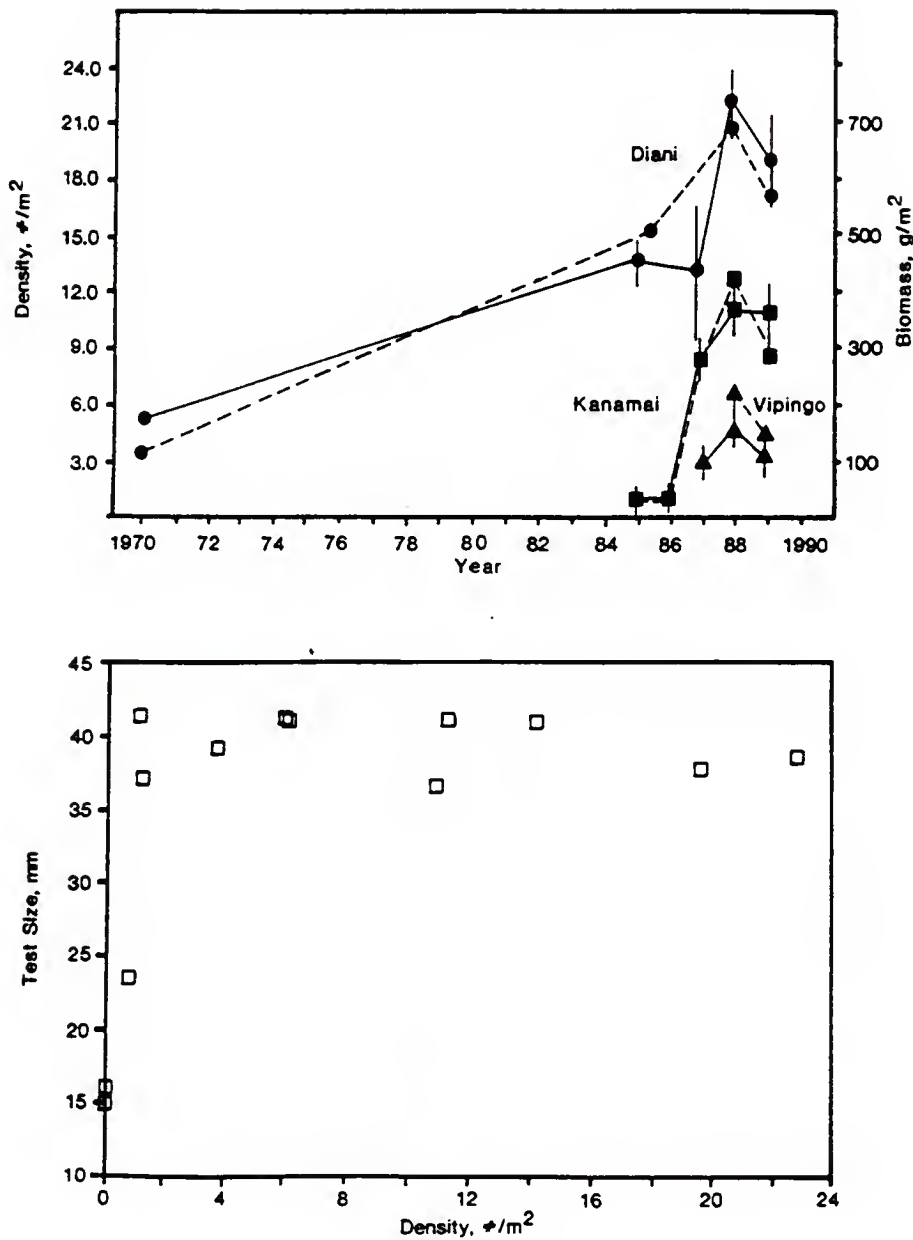 24.0
21.0
18.0
15.0
12.0
9.0
6.0
3.0
Density, #/m²
700
500
300
100
Biomass, g/m²
Diani
Kanamai
Vipingo
1970 72 74 76 78 80 82 84 86 88 1990
Year
45
40
35
30
25
20
15
10
Test Size, mm
0 4 8 12 16 20 24
Density, #/m²